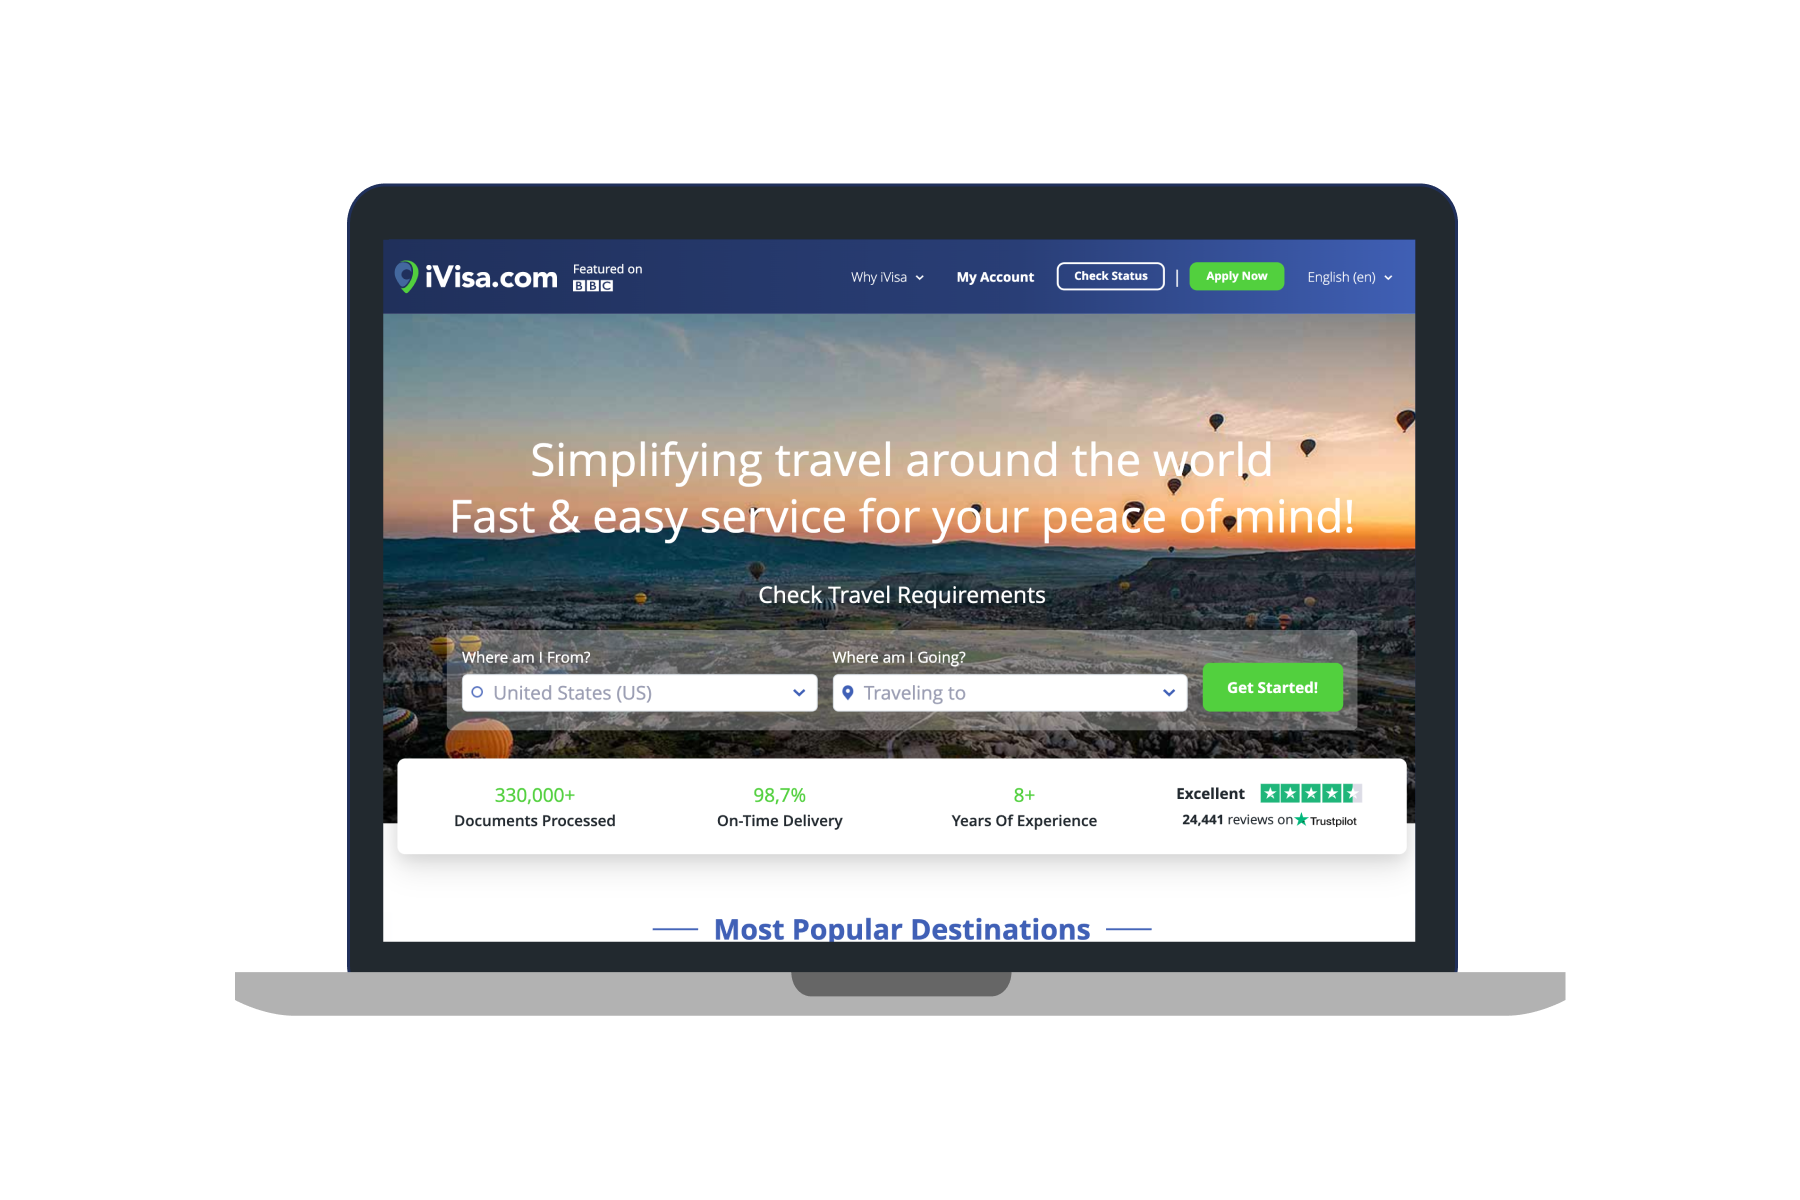 iVisa.com
Featured on
BBC
Why iVisa
My Account
Check Status
|
Apply Now
English (en)
Simplifying travel around the world
Fast & easy service for your peace of mind!
Check Travel Requirements
Where am I From?
Where am I Going?
United States (US)
Traveling to
Get Started!
330,000+
Documents Processed
98,7%
On-Time Delivery
8+
Years Of Experience
Excellent
24,441 reviews on Trustpilot
Most Popular Destinations